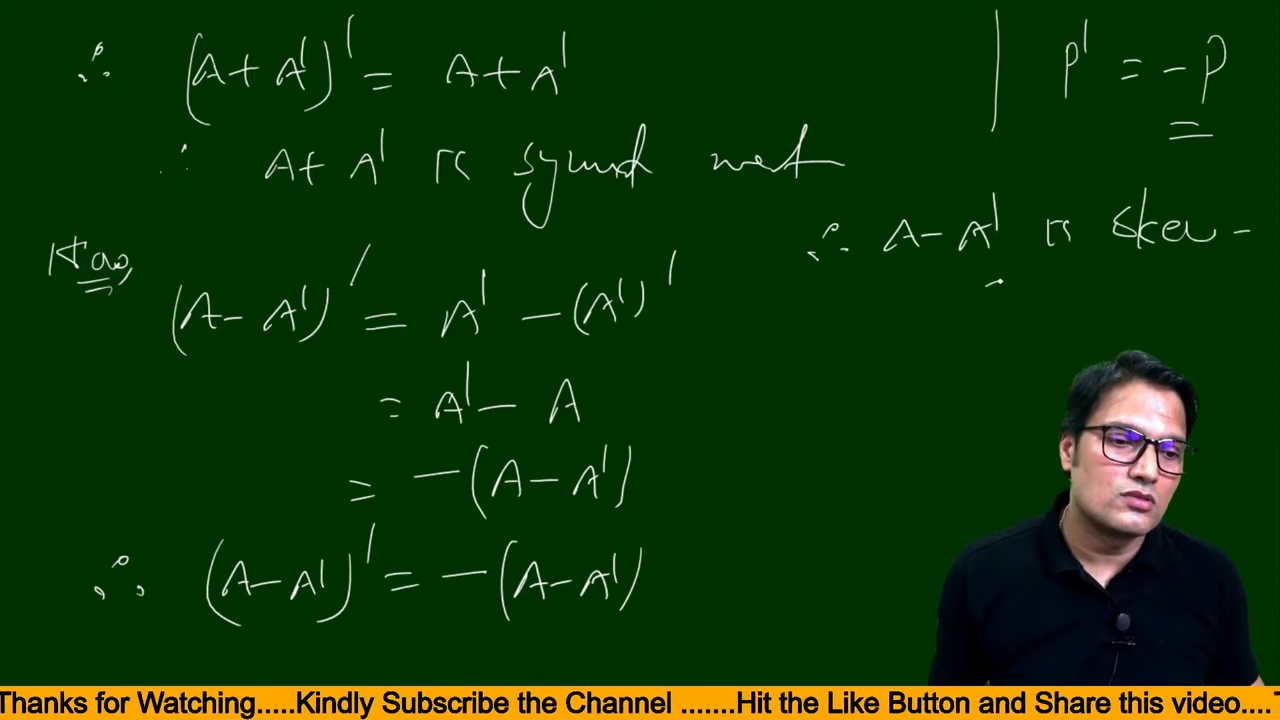 ∴ (A + A')' = A + A'
∴ A + A' is symmt mat
Now,
(A - A')' = A' - (A')'
= A' - A
= -(A - A')
∴ (A - A')' = -(A - A')
P' = -P
∴ A - A' is skew -
Thanks for Watching.....Kindly Subscribe the Channel .......Hit the Like Button and Share this video....